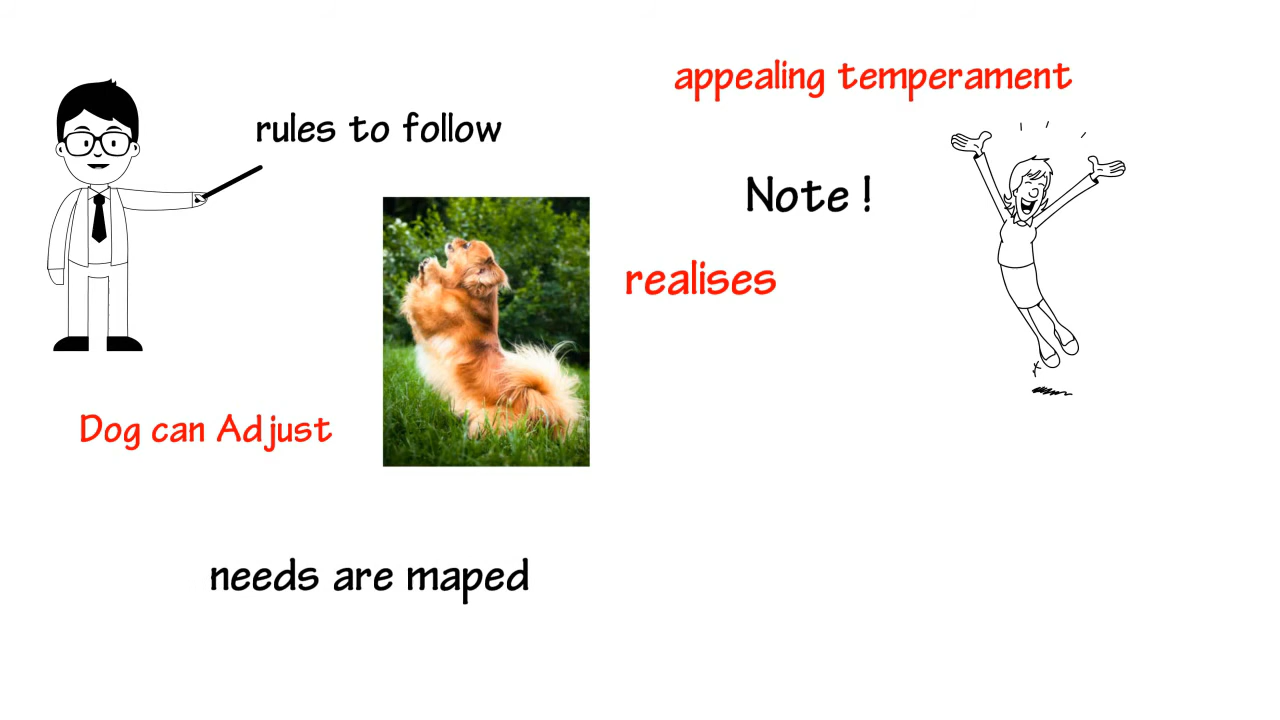 appealing temperament
rules to follow
Note !
realises
Dog can Adjust
needs are maped